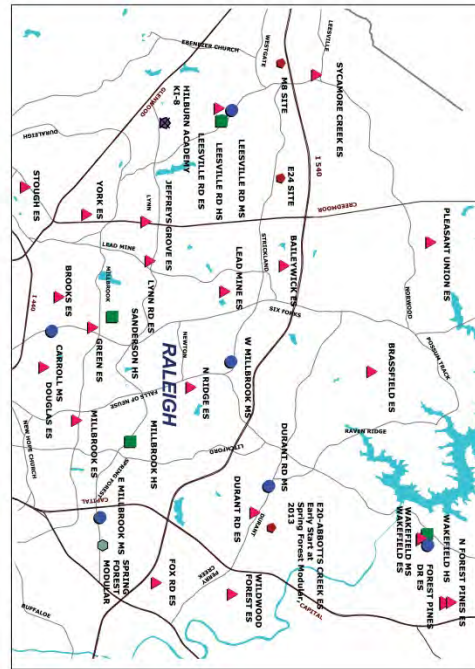 EBENEZER CHURCH
WESTGATE
LEESVILLE
GLENWOOD
M8 SITE
SYCAMORE CREEK ES
HILBURN ACADEMY
KI-8
LEESVILLE RD MS
LEESVILLE RD HS
LEESVILLE RD ES
DURALEIGH
I 540
E24 SITE
STOUGH ES
YORK ES
LYNN
JEFFREYS GROVE ES
CREEDMOOR
PLEASANT UNION ES
LEAD MINE
STRICKLAND
BAILEYWICK ES
NORWOOD
I 440
BROOKS ES
MILLBROOK
LYNN RD ES
LEAD MINE ES
SIX FORKS
SANDERSON HS
GREEN ES
CARROLL MS
NEWTON
RALEIGH
W MILLBROOK MS
POSSUM TRACK
BRASSFIELD ES
DOUGLAS ES
FALLS OF NEUSE
N RIDGE ES
NEW HOPE CHURCH
MILLBROOK ES
MILLBROOK HS
LITCHFORD
RAVEN RIDGE
SPRING FOREST
DURANT RD MS
CAPITAL
E MILLBROOK MS
DURANT RD ES
DURANT
E20-ABBOTTS CREEK ES
Early Start at
Spring Forest Modular,
2013
WAKEFIELD HS
WAKEFIELD MS
WAKEFIELD ES
SPRING
FOREST
MODULAR
FOX RD ES
PERRY
CREEK
WILDWOOD
FOREST ES
FOREST PINES
DR ES
N FOREST PINES ES
BUFFALOE
CAPITAL